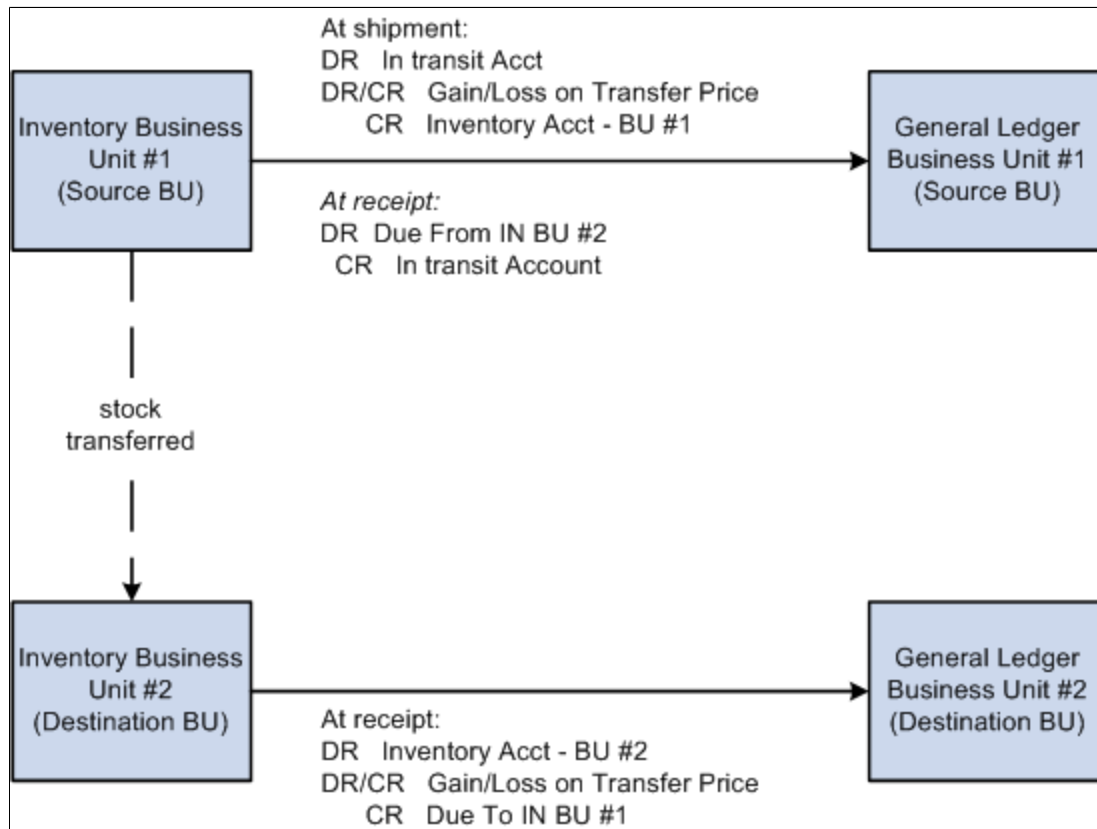 At shipment:
DR In transit Acct
DR/CR Gain/Loss on Transfer Price
CR Inventory Acct - BU #1
Inventory Business
Unit #1
(Source BU)
General Ledger
Business Unit #1
(Source BU)
At receipt:
DR Due From IN BU #2
CR In transit Account
stock
transferred
Inventory Business
Unit #2
(Destination BU)
General Ledger
Business Unit #2
(Destination BU)
At receipt:
DR Inventory Acct - BU #2
DR/CR Gain/Loss on Transfer Price
CR Due To IN BU #1